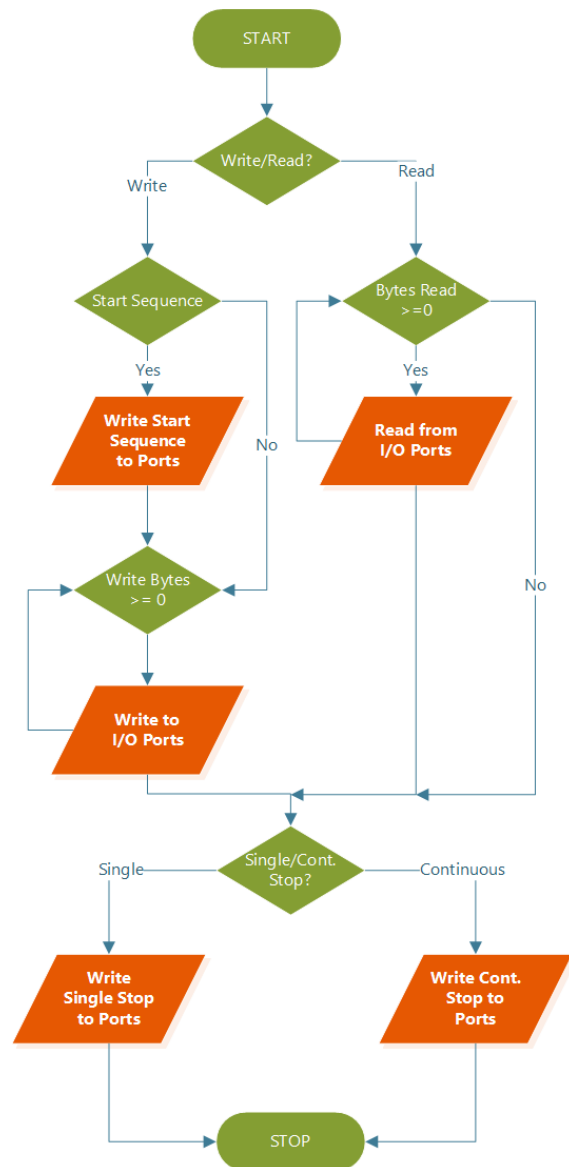 START
Write/Read?
Write
Read
Start Sequence
Bytes Read
>=0
Yes
Yes
Write Start
Sequence
to Ports
No
Read from
I/O Ports
Write Bytes
>= 0
No
Write to
I/O Ports
Single/Cont.
Stop?
Single
Continuous
Write
Single Stop
to Ports
Write Cont.
Stop to
Ports
STOP